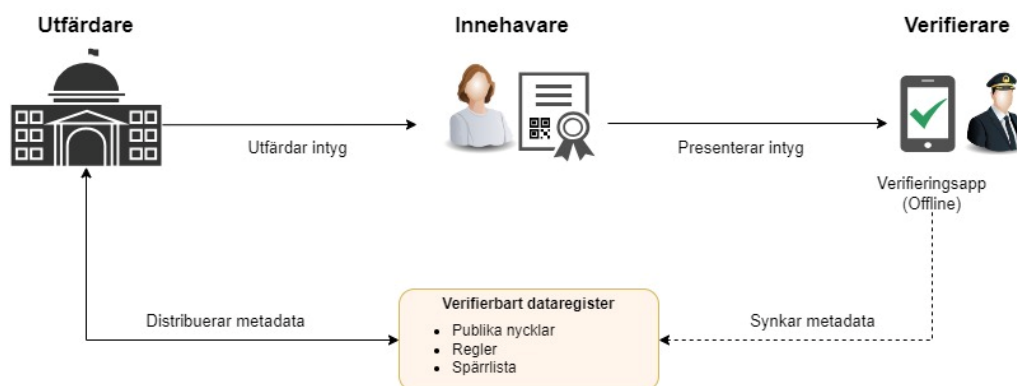 Utfärdare
Innehavare
Verifierare
Utfärdar intyg
Presenterar intyg
Verifieringsapp
(Offline)
Verifierbart dataregister
Distribuerar metadata
Synkar metadata
• Publika nycklar
• Regler
• Spärrlista